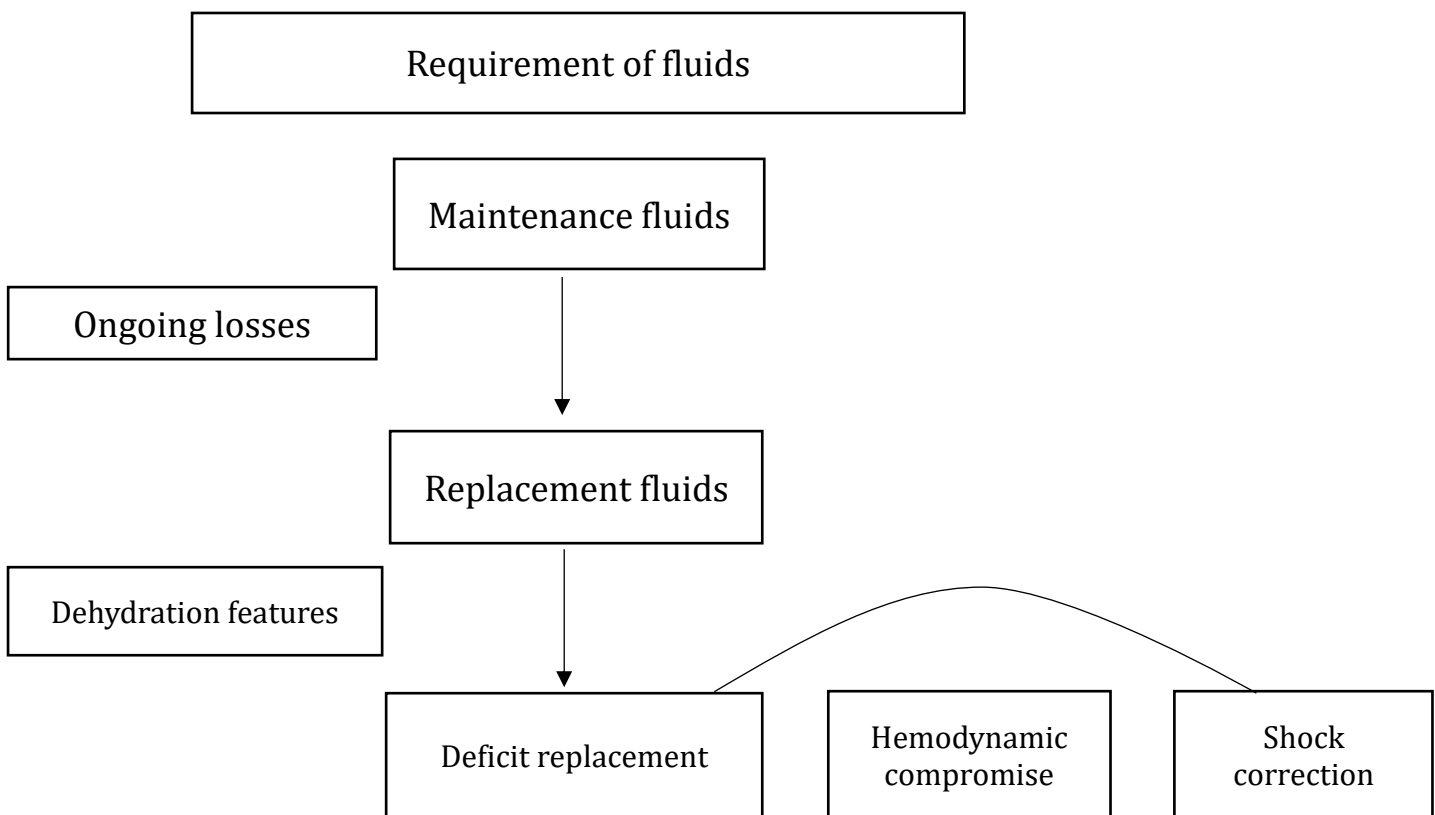 Requirement of fluids
Maintenance fluids
Ongoing losses
Replacement fluids
Dehydration features
Deficit replacement
Hemodynamic
compromise
Shock
correction